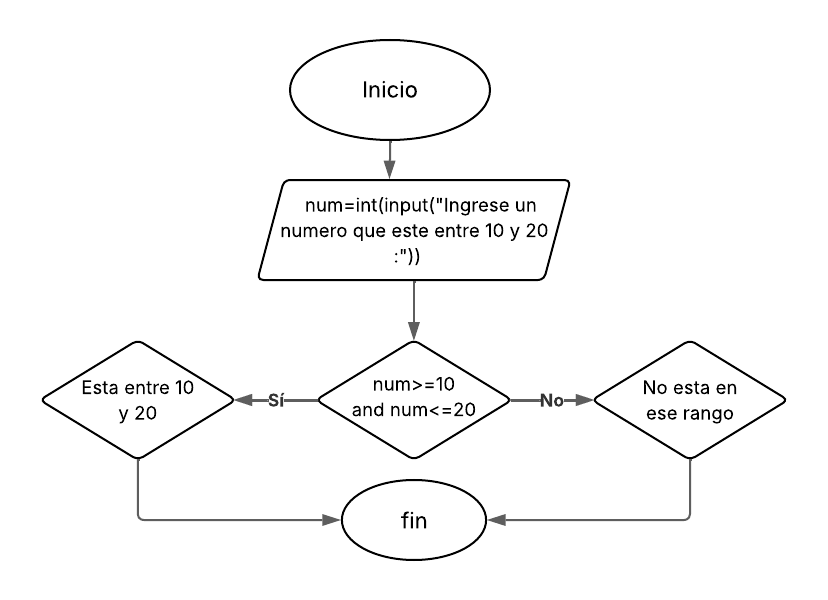 Inicio
num=int(input("Ingrese un
numero que este entre 10 y 20
:"))
Esta entre 10
y 20
Sí
num>=10
and num<=20
No
No esta en
ese rango
fin